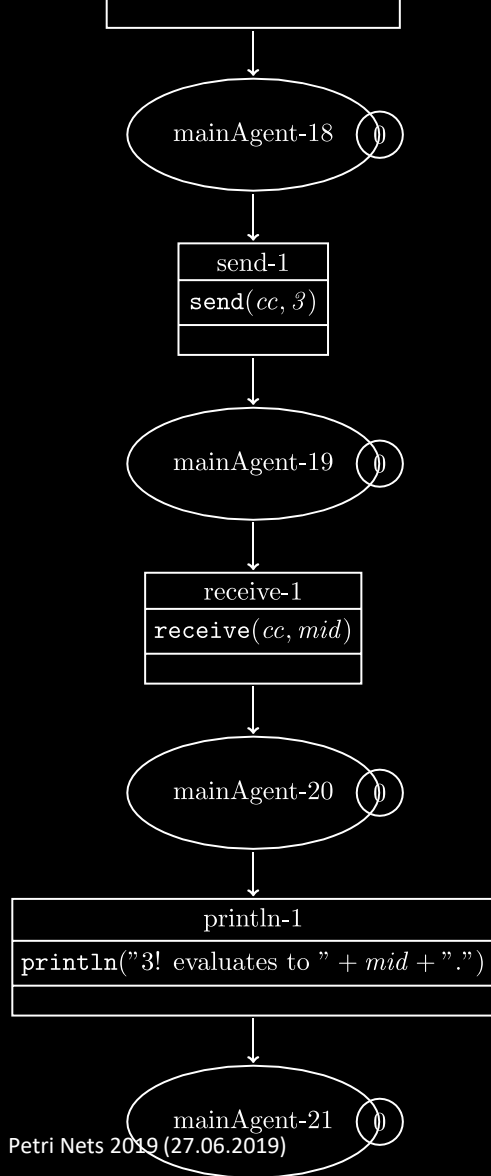 mainAgent-18 0
send-1
send(cc, 3)
mainAgent-19 0
receive-1
receive(cc, mid)
mainAgent-20 0
println-1
println("3! evaluates to " + mid + ".")
mainAgent-21 0
Petri Nets 2019 (27.06.2019)